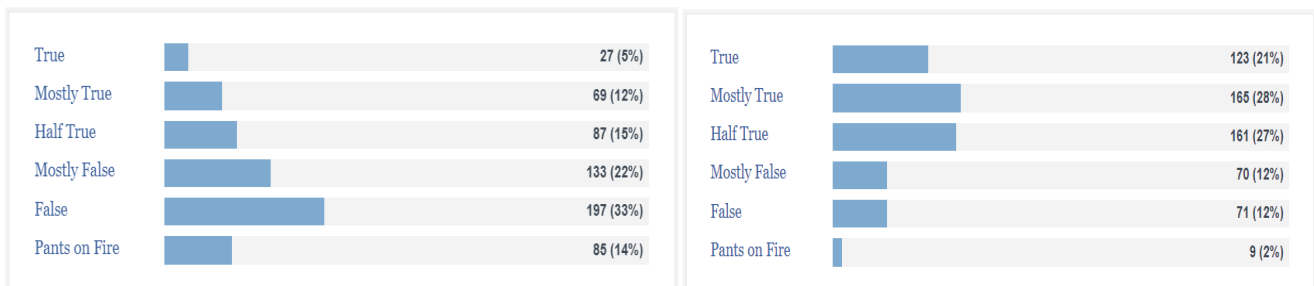 True 27 (5%)
Mostly True 69 (12%)
Half True 87 (15%)
Mostly False 133 (22%)
False 197 (33%)
Pants on Fire 85 (14%)
True 123 (21%)
Mostly True 165 (28%)
Half True 161 (27%)
Mostly False 70 (12%)
False 71 (12%)
Pants on Fire 9 (2%)